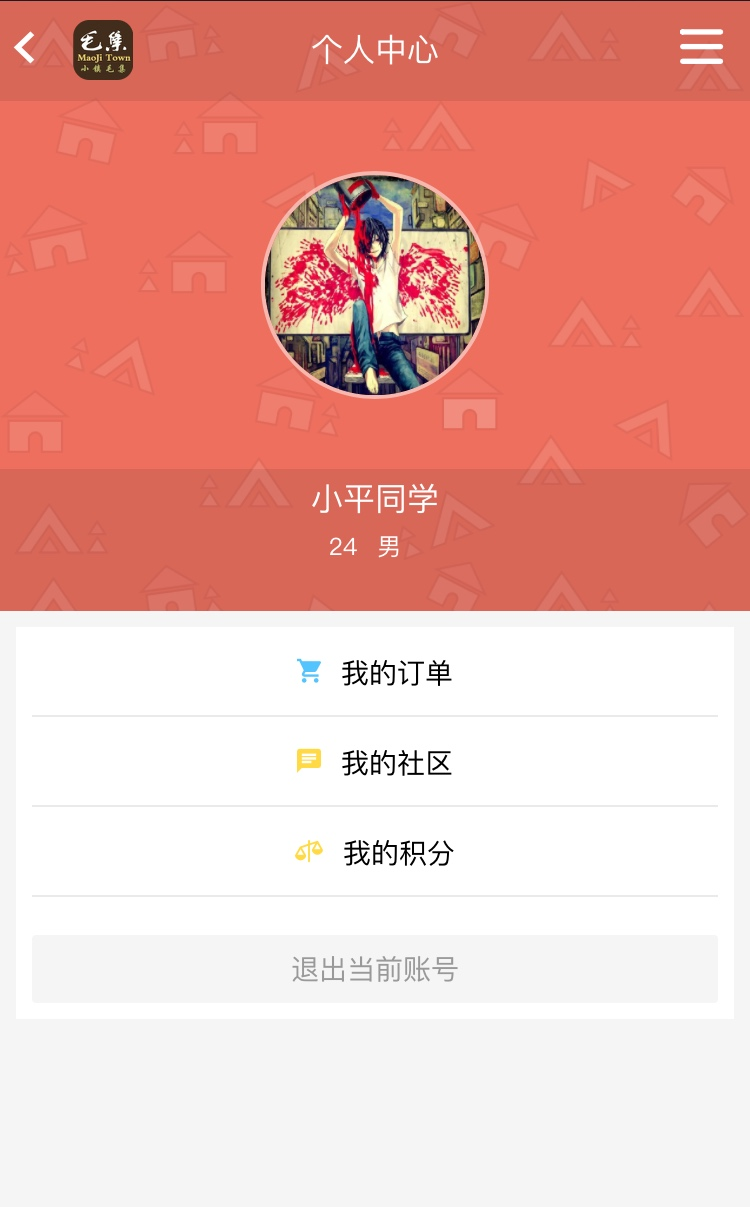 毛集
MaoJi Town
小镇毛集
个人中心
小平同学
24 男
我的订单
我的社区
我的积分
退出当前账号